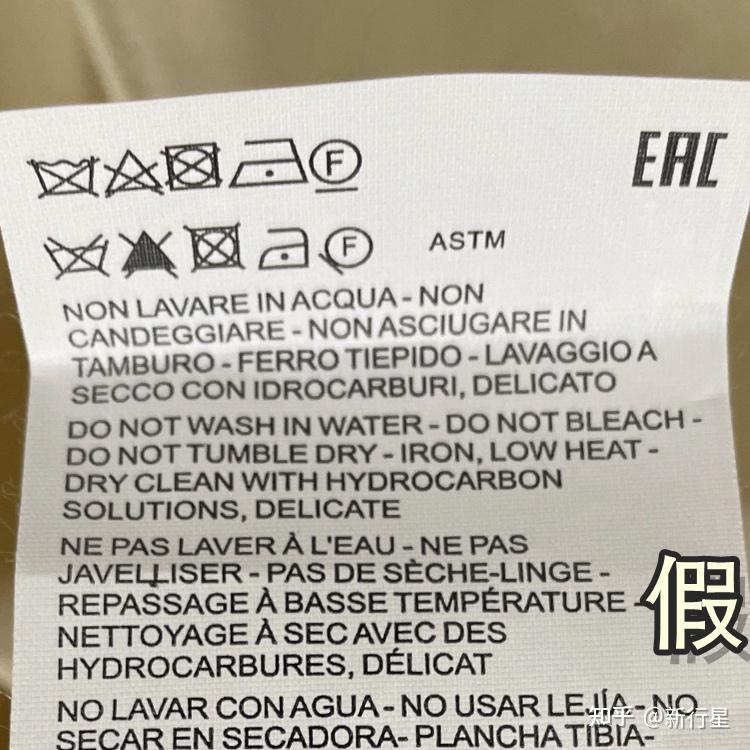 F
EAC
F
ASTM
NON LAVARE IN ACQUA - NON
CANDEGGIARE - NON ASCIUGARE IN
TAMBURO - FERRO TIEPIDO - LAVAGGIO A
SECCO CON IDROCARBURI, DELICATO
DO NOT WASH IN WATER - DO NOT BLEACH -
DO NOT TUMBLE DRY - IRON, LOW HEAT -
DRY CLEAN WITH HYDROCARBON
SOLUTIONS, DELICATE
NE PAS LAVER À L'EAU - NE PAS
JAVELLISER - PAS DE SÈCHE-LINGE -
REPASSAGE À BASSE TEMPÉRATURE -
NETTOYAGE À SEC AVEC DES
HYDROCARBURES, DÉLICAT
假
NO LAVAR CON AGUA - NO USAR LEJÍA - NO
SECAR EN SECADORA - PLANCHA TIBIA-
知乎 @新行星